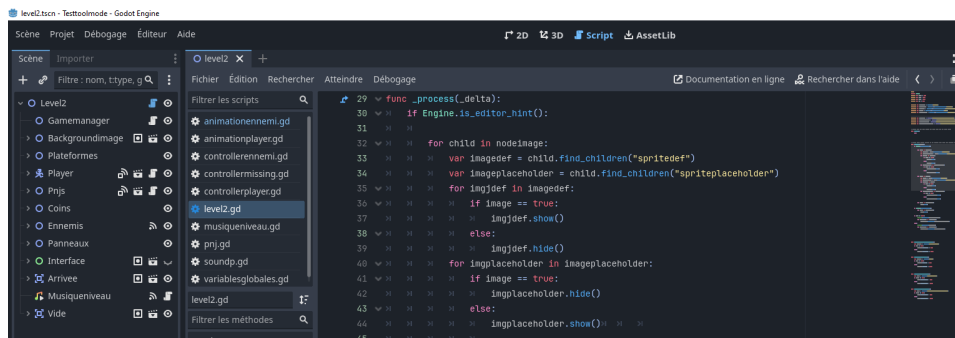 level2.tscn - Testtoolmode - Godot Engine
Scène Projet Débogage Éditeur Aide
2D 3D Script AssetLib
Scène Importer
level2
Filtre : nom, t:type, g
Fichier Édition Rechercher Atteindre Débogage
Documentation en ligne Rechercher dans l'aide
Level2
Gamemanager
Backgroundimage
Plateformes
Player
Pnjs
Coins
Ennemis
Panneaux
Interface
Arrivee
Musiqueniveau
Vide
Filtrer les scripts
animationennemi.gd
animationplayer.gd
controllerennemi.gd
controllermissing.gd
controllerplayer.gd
level2.gd
musiqueniveau.gd
pnj.gd
soundp.gd
variablesglobales.gd
level2.gd
Filtrer les méthodes
29 func _process(_delta):
30 if Engine.is_editor_hint():
31
32 for child in nodeimage:
33 var imagedef = child.find_children("spritedef")
34 var imageplaceholder = child.find_children("spriteplaceholder")
35 for imgjdef in imagedef:
36 if image == true:
37 imgjdef.show()
38 else:
39 imgjdef.hide()
40 for imgplaceholder in imageplaceholder:
41 if image == true:
42 imgplaceholder.hide()
43 else:
44 imgplaceholder.show()